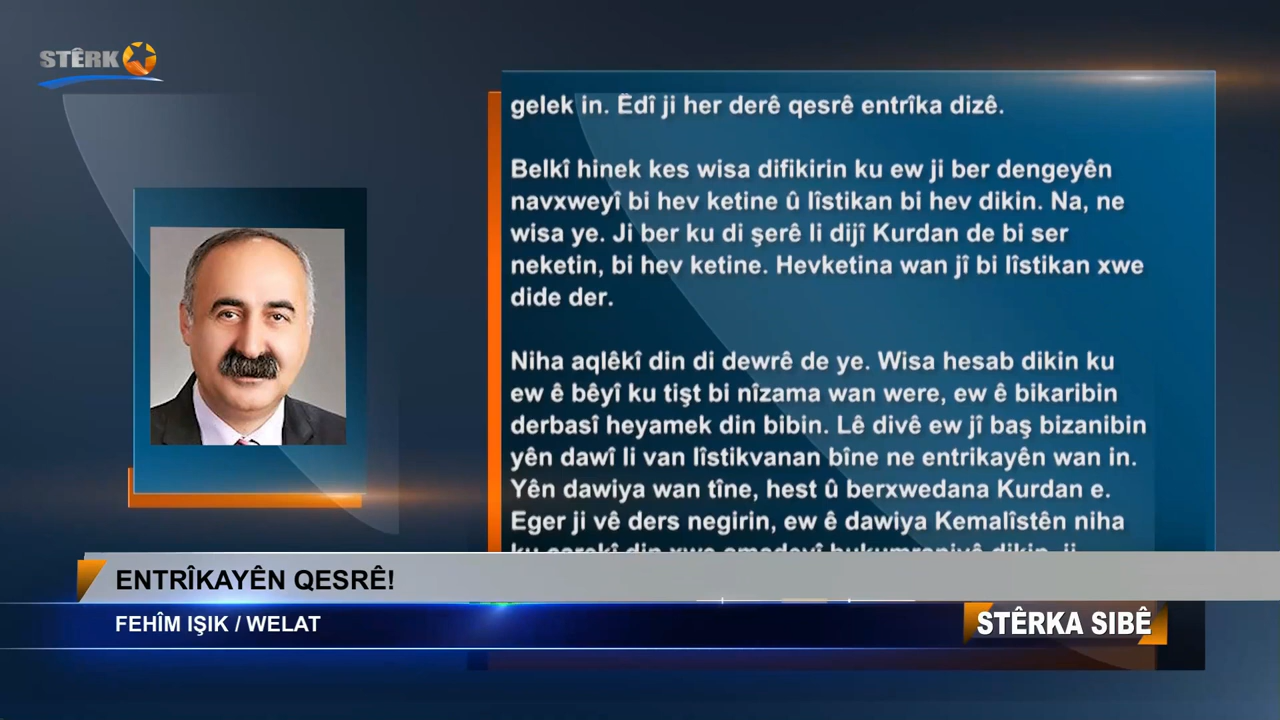 STÊRK
gelek in. Êdî ji her derê qesrê entrîka dizê.
Belkî hinek kes wisa difikirin ku ew ji ber dengeyên
navxweyî bi hev ketine û lîstikan bi hev dikin. Na, ne
wisa ye. Ji ber ku di şerê li dijî Kurdan de bi ser
neketin, bi hev ketine. Hevketina wan jî bi lîstikan xwe
dide der.
Niha aqlêkî din di dewrê de ye. Wisa hesab dikin ku
ew ê bêyî ku tişt bi nîzama wan were, ew ê bikaribin
derbasî heyamek din bibin. Lê divê ew jî baş bizanibin
yên dawî li van lîstikvanan bîne ne entrikayên wan in.
Yên dawiya wan tîne, hest û berxwedana Kurdan e.
Eger ji vê ders negirin, ew ê dawiya Kemalîstên niha
ENTRÎKAYÊN QESRÊ!
FEHÎM IŞIK / WELAT
STÊRKA SIBÊ